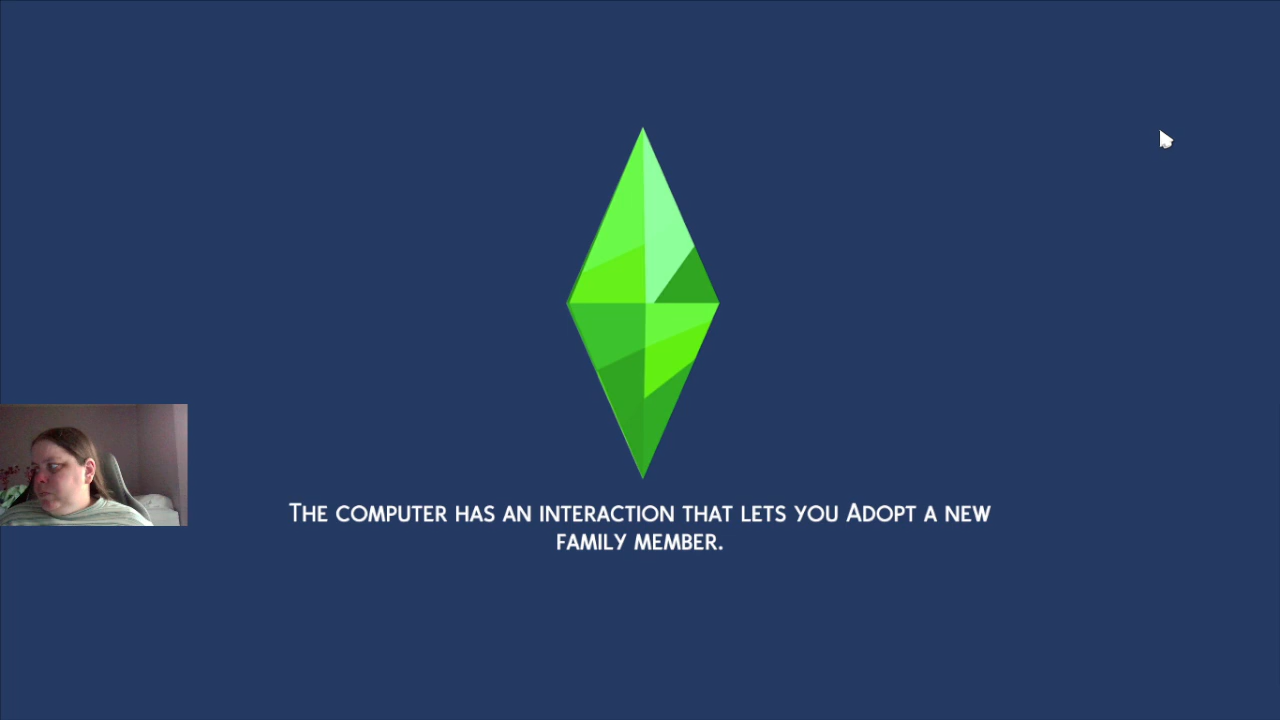 The computer has an interaction that lets you Adopt a new
family member.